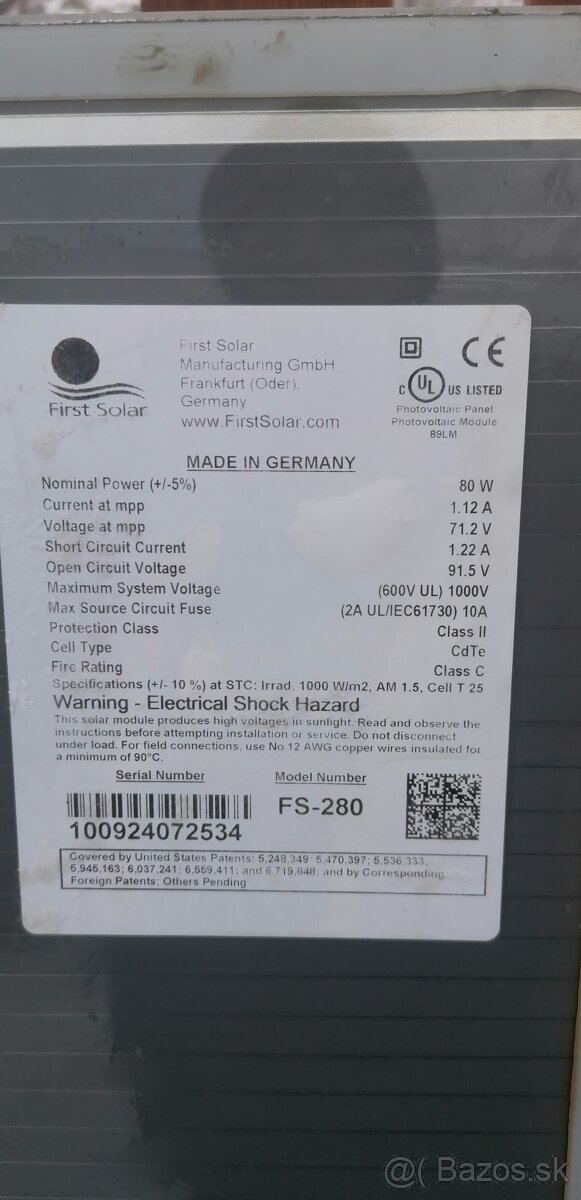 First Solar
First Solar
Manufacturing GmbH
Frankfurt (Oder),
Germany
www.FirstSolar.com
CE
C UL US LISTED
Photovoltaic Panel
Photovoltaic Module
89LM
MADE IN GERMANY
Nominal Power (+/-5%) 80 W
Current at mpp 1.12 A
Voltage at mpp 71.2 V
Short Circuit Current 1.22 A
Open Circuit Voltage 91.5 V
Maximum System Voltage (600V UL) 1000V
Max Source Circuit Fuse (2A UL/IEC61730) 10A
Protection Class Class II
Cell Type CdTe
Fire Rating Class C
Specifications (+/- 10 %) at STC: Irrad. 1000 W/m2, AM 1.5, Cell T 25
Warning - Electrical Shock Hazard
This solar module produces high voltages in sunlight. Read and observe the
instructions before attempting installation or service. Do not disconnect
under load. For field connections, use No.12 AWG copper wires insulated for
a minimum of 90°C.
Serial Number Model Number
FS-280
100924072534
Covered by United States Patents: 5,248,349 5,470,397; 5,536,333,
5,945,163; 6,037,241; 6,559,411; and 6,719,848; and by Corresponding
Foreign Patents; Others Pending
@( Bazos.sk